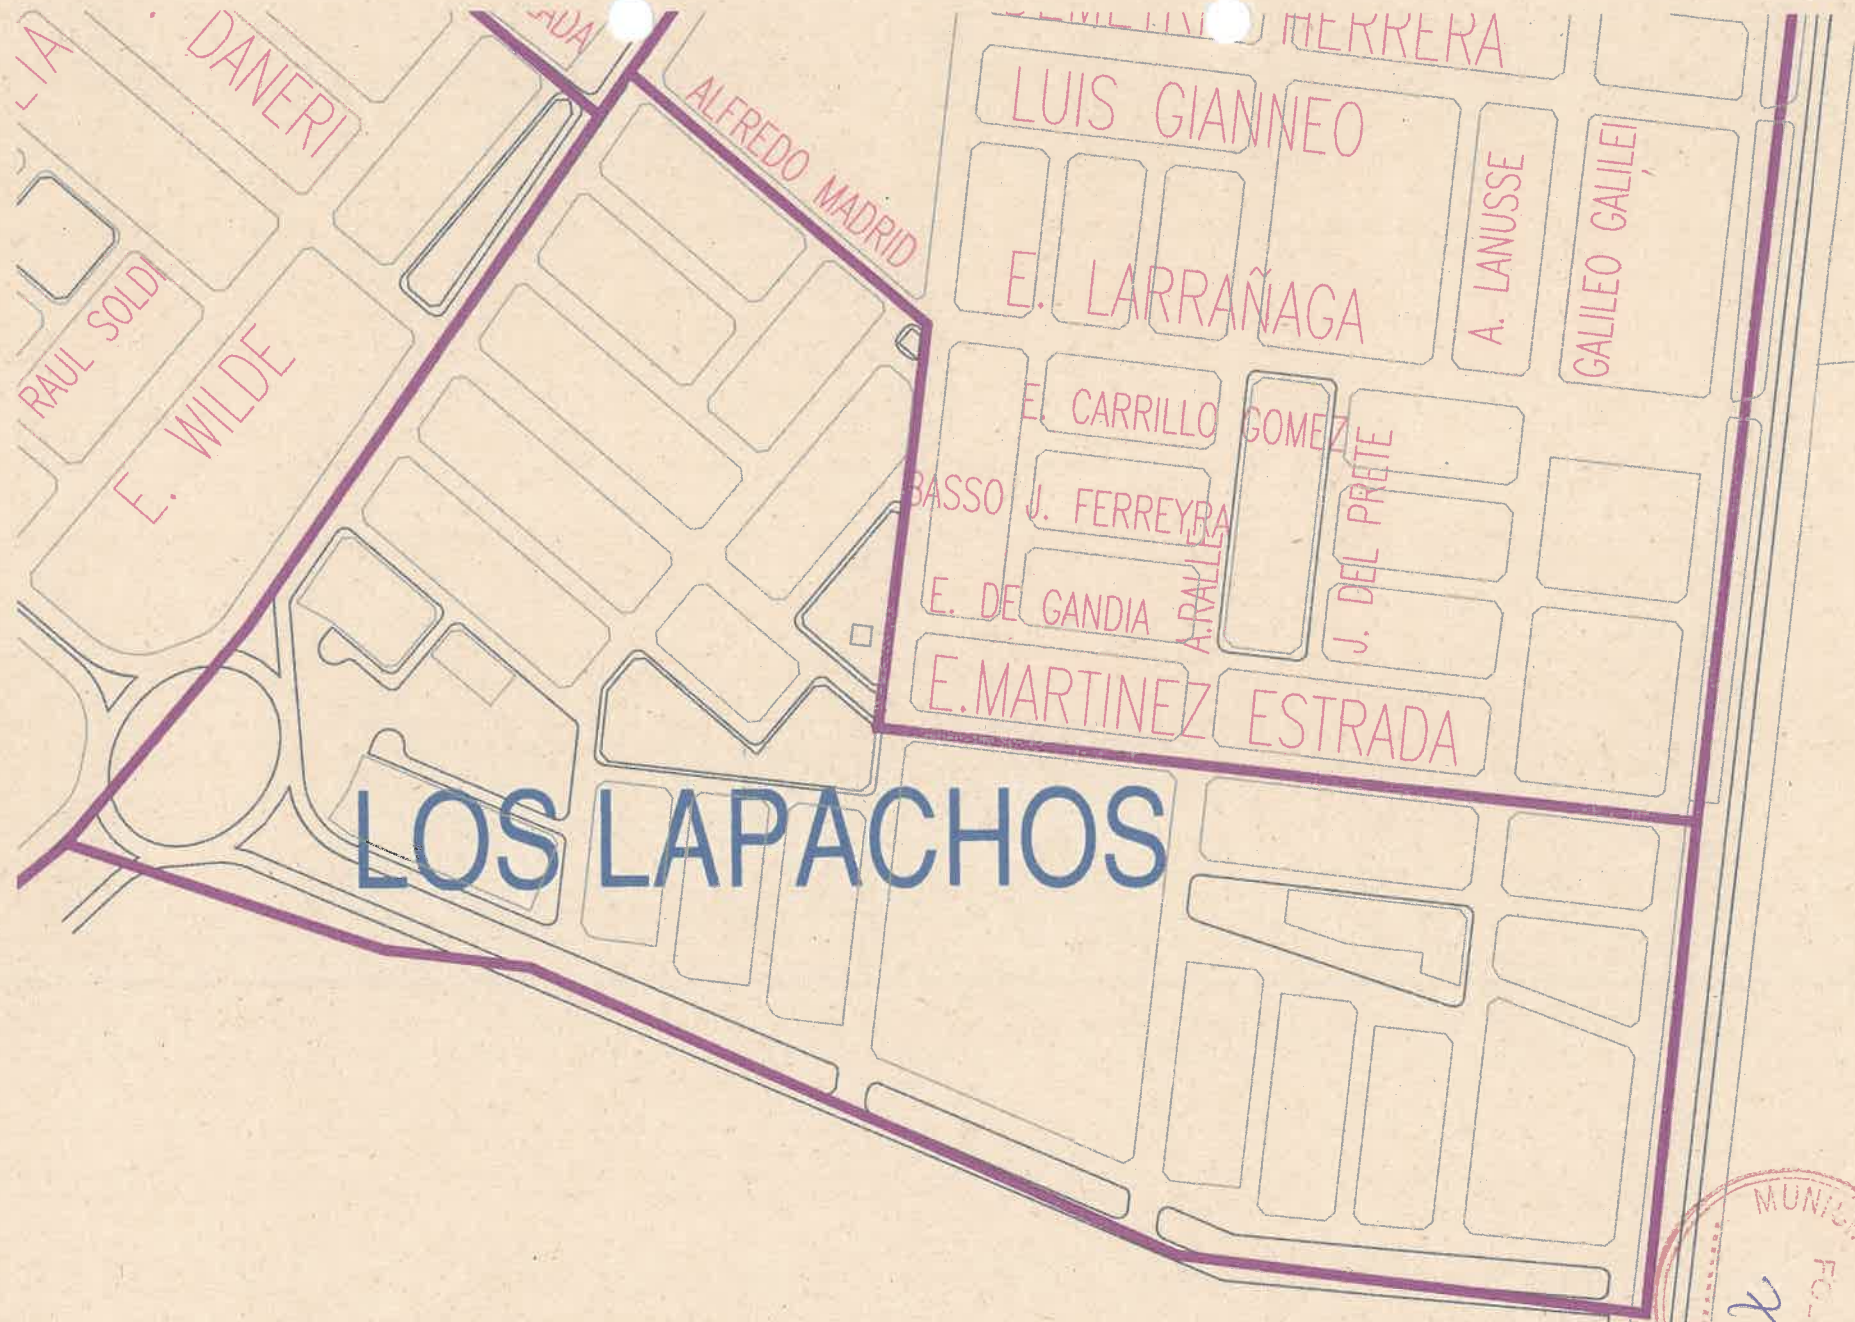 DANERI
HERRERA
LUIS GIANNEO
ALFREDO MADRID
A. LANUSSE
GALILEO GALILEI
E. LARRAÑAGA
RAUL SOLDI
E. WILDE
E. CARRILLO GOMEZ
BASSO J. FERREYRA
J. DEL PRETE
E. DE GANDIA
A.RALLE
E.MARTINEZ ESTRADA
LOS LAPACHOS